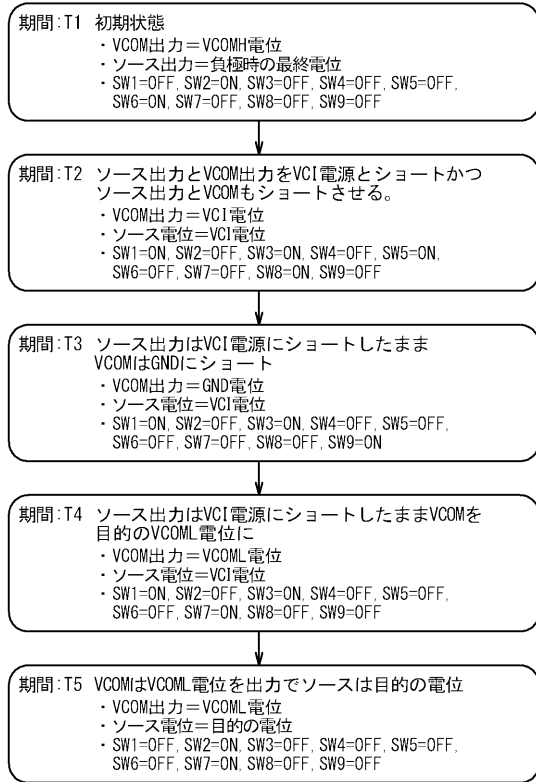 期間:T1 初期状態
・VCOM出力=VCOMH電位
・ソース出力=負極時の最終電位
・SW1=OFF, SW2=ON, SW3=OFF, SW4=OFF, SW5=OFF,
SW6=ON, SW7=OFF, SW8=OFF, SW9=OFF
期間:T2 ソース出力とVCOM出力をVCI電源とショートかつ
ソース出力とVCOMもショートさせる。
・VCOM出力=VCI電位
・ソース電位=VCI電位
・SW1=ON, SW2=OFF, SW3=ON, SW4=OFF, SW5=ON,
SW6=OFF, SW7=OFF, SW8=ON, SW9=OFF
期間:T3 ソース出力はVCI電源にショートしたまま
VCOMはGNDにショート
・VCOM出力=GND電位
・ソース電位=VCI電位
・SW1=ON, SW2=OFF, SW3=ON, SW4=OFF, SW5=OFF,
SW6=OFF, SW7=OFF, SW8=OFF, SW9=ON
期間:T4 ソース出力はVCI電源にショートしたままVCOMを
目的のVCOML電位に
・VCOM出力=VCOML電位
・ソース電位=VCI電位
・SW1=ON, SW2=OFF, SW3=ON, SW4=OFF, SW5=OFF,
SW6=OFF, SW7=ON, SW8=OFF, SW9=OFF
期間:T5 VCOMはVCOML電位を出力でソースは目的の電位
・VCOM出力=VCOML電位
・ソース電位=目的の電位
・SW1=OFF, SW2=ON, SW3=OFF, SW4=OFF, SW5=OFF,
SW6=OFF, SW7=ON, SW8=OFF, SW9=OFF